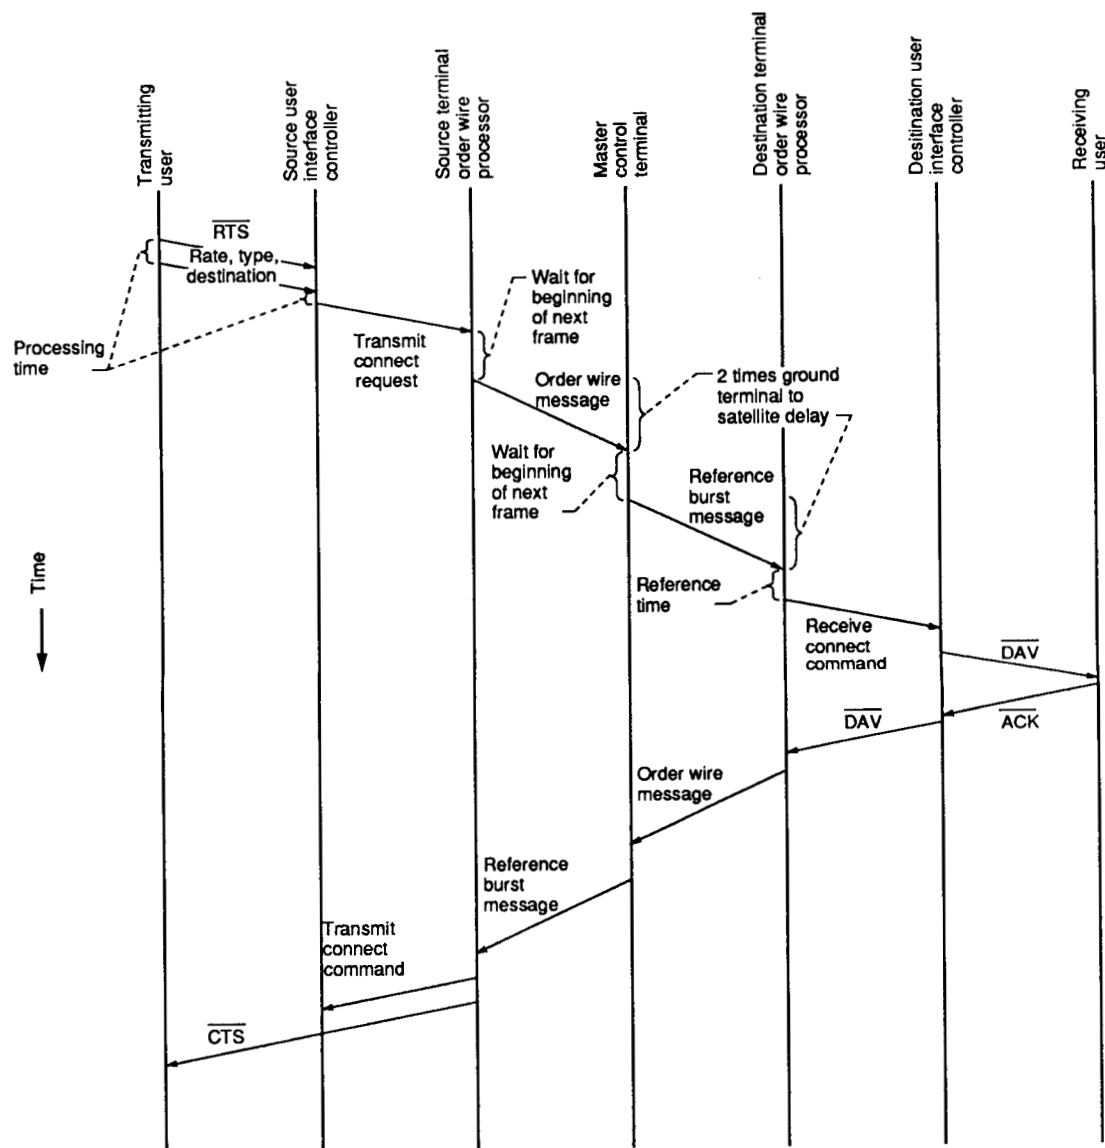 Transmitting
user
Source user
interface
controller
Source terminal
order wire
processor
Master
control
terminal
Destination terminal
order wire
processor
Desitination user
interface
controller
Receiving
user
RTS
Rate, type,
destination
Processing
time
Transmit
connect
request
Wait for
beginning
of next
frame
Order wire
message
2 times ground
terminal to
satellite delay
Wait for
beginning
of next
frame
Reference
burst
message
Time
Reference
time
Receive
connect
command
DAV
ACK
DAV
Order wire
message
Reference
burst
message
Transmit
connect
command
CTS